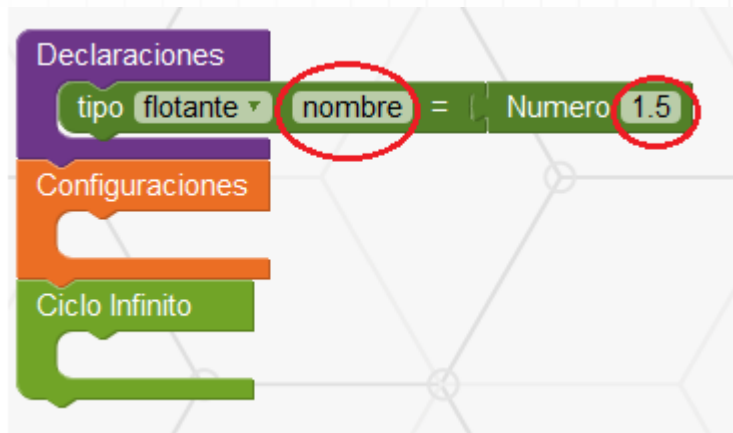 Declaraciones
tipo flotante nombre = Numero 1.5
Configuraciones
Ciclo Infinito